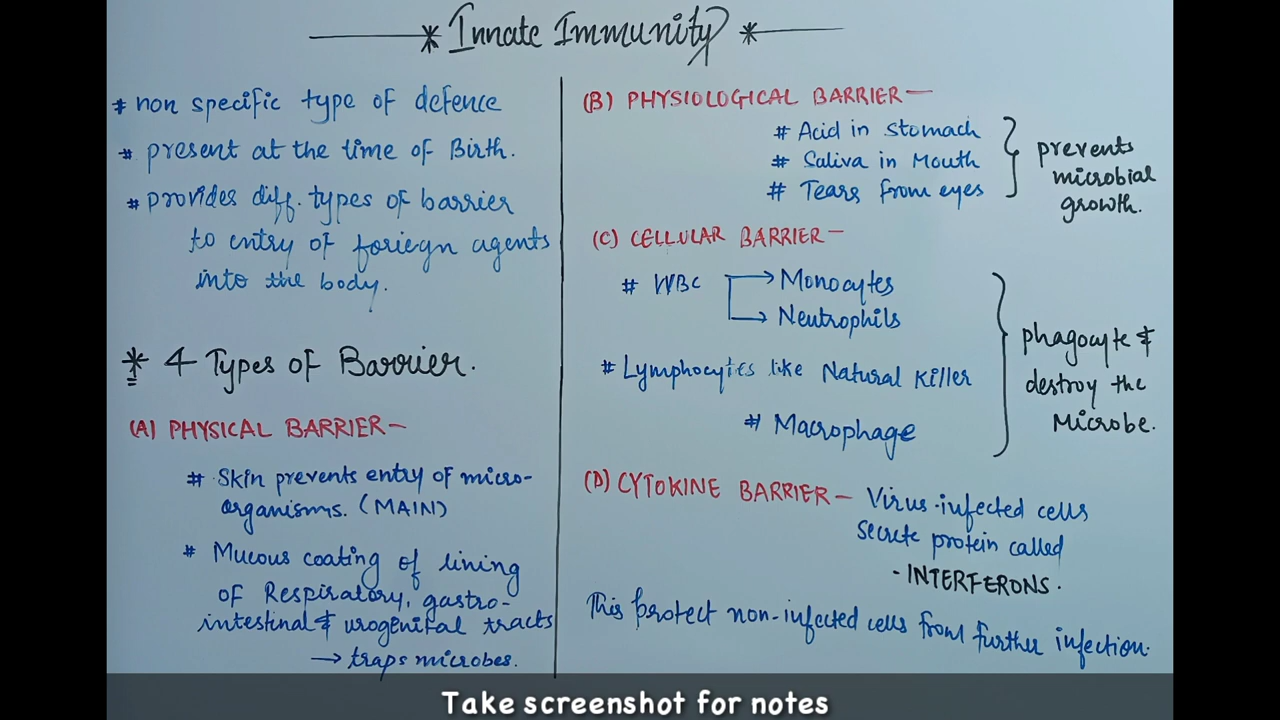 * Innate Immunity *
# non specific type of defence
# present at the time of Birth.
# provides diff. types of barrier
to entry of foriegn agents
into the body.
* 4 Types of Barrier.
(A) PHYSICAL BARRIER -
# Skin prevents entry of micro-
organisms. (MAIN)
# Mucous coating of lining
of Respiratory, gastro-
intestinal & urogenital tracts
→ traps microbes.
(B) PHYSIOLOGICAL BARRIER -
# Acid in stomach
# Saliva in Mouth
# Tears from eyes
prevents
microbial
growth.
(C) CELLULAR BARRIER -
# WBC → Monocytes
→ Neutrophils
# Lymphocytes like Natural Killer
# Macrophage
phagocyte &
destroy the
Microbe.
(D) CYTOKINE BARRIER - Virus-infected cells
secrete protein called
- INTERFERONS.
This protect non-infected cells from further infection.
Take screenshot for notes